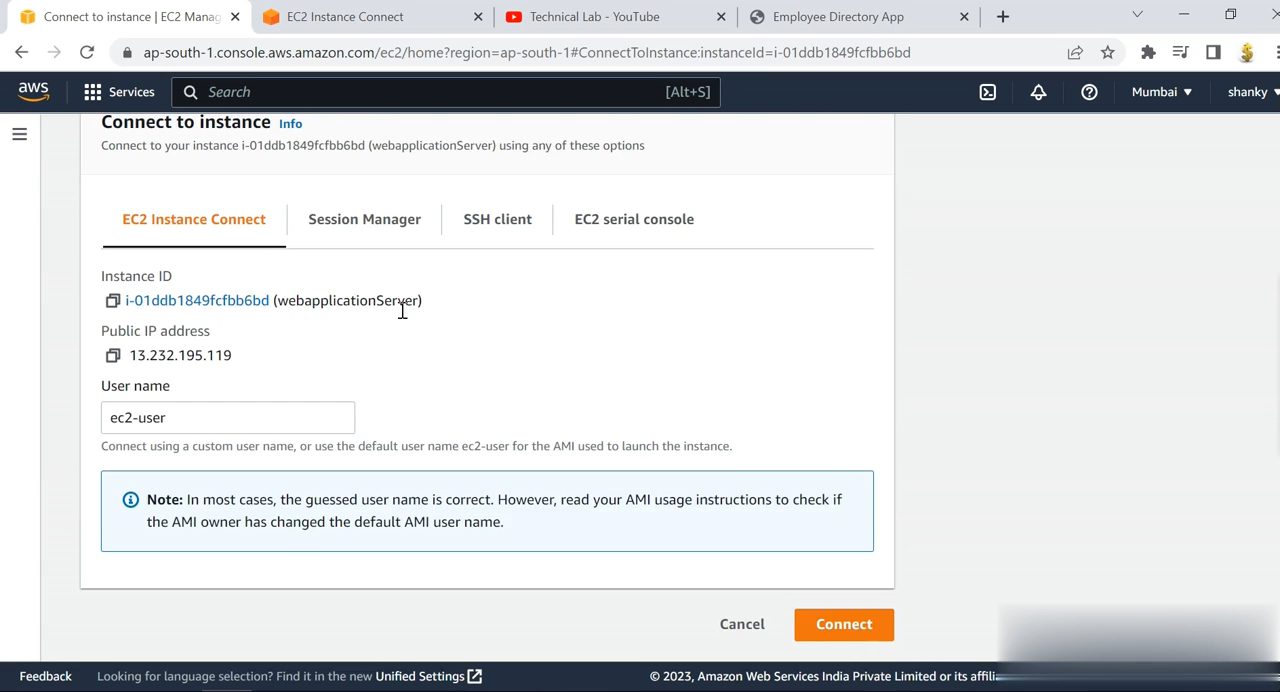 Connect to instance | EC2 Manag
EC2 Instance Connect
Technical Lab - YouTube
Employee Directory App
ap-south-1.console.aws.amazon.com/ec2/home?region=ap-south-1#ConnectToInstance:instanceId=i-01ddb1849fcfbb6bd
aws
Services
Search
[Alt+S]
Mumbai
shanky
Connect to instance Info
Connect to your instance i-01ddb1849fcfbb6bd (webapplicationServer) using any of these options
EC2 Instance Connect
Session Manager
SSH client
EC2 serial console
Instance ID
i-01ddb1849fcfbb6bd (webapplicationServer)
Public IP address
13.232.195.119
User name
ec2-user
Connect using a custom user name, or use the default user name ec2-user for the AMI used to launch the instance.
Note: In most cases, the guessed user name is correct. However, read your AMI usage instructions to check if
the AMI owner has changed the default AMI user name.
Cancel
Connect
Feedback
Looking for language selection? Find it in the new Unified Settings
© 2023, Amazon Web Services India Private Limited or its affili